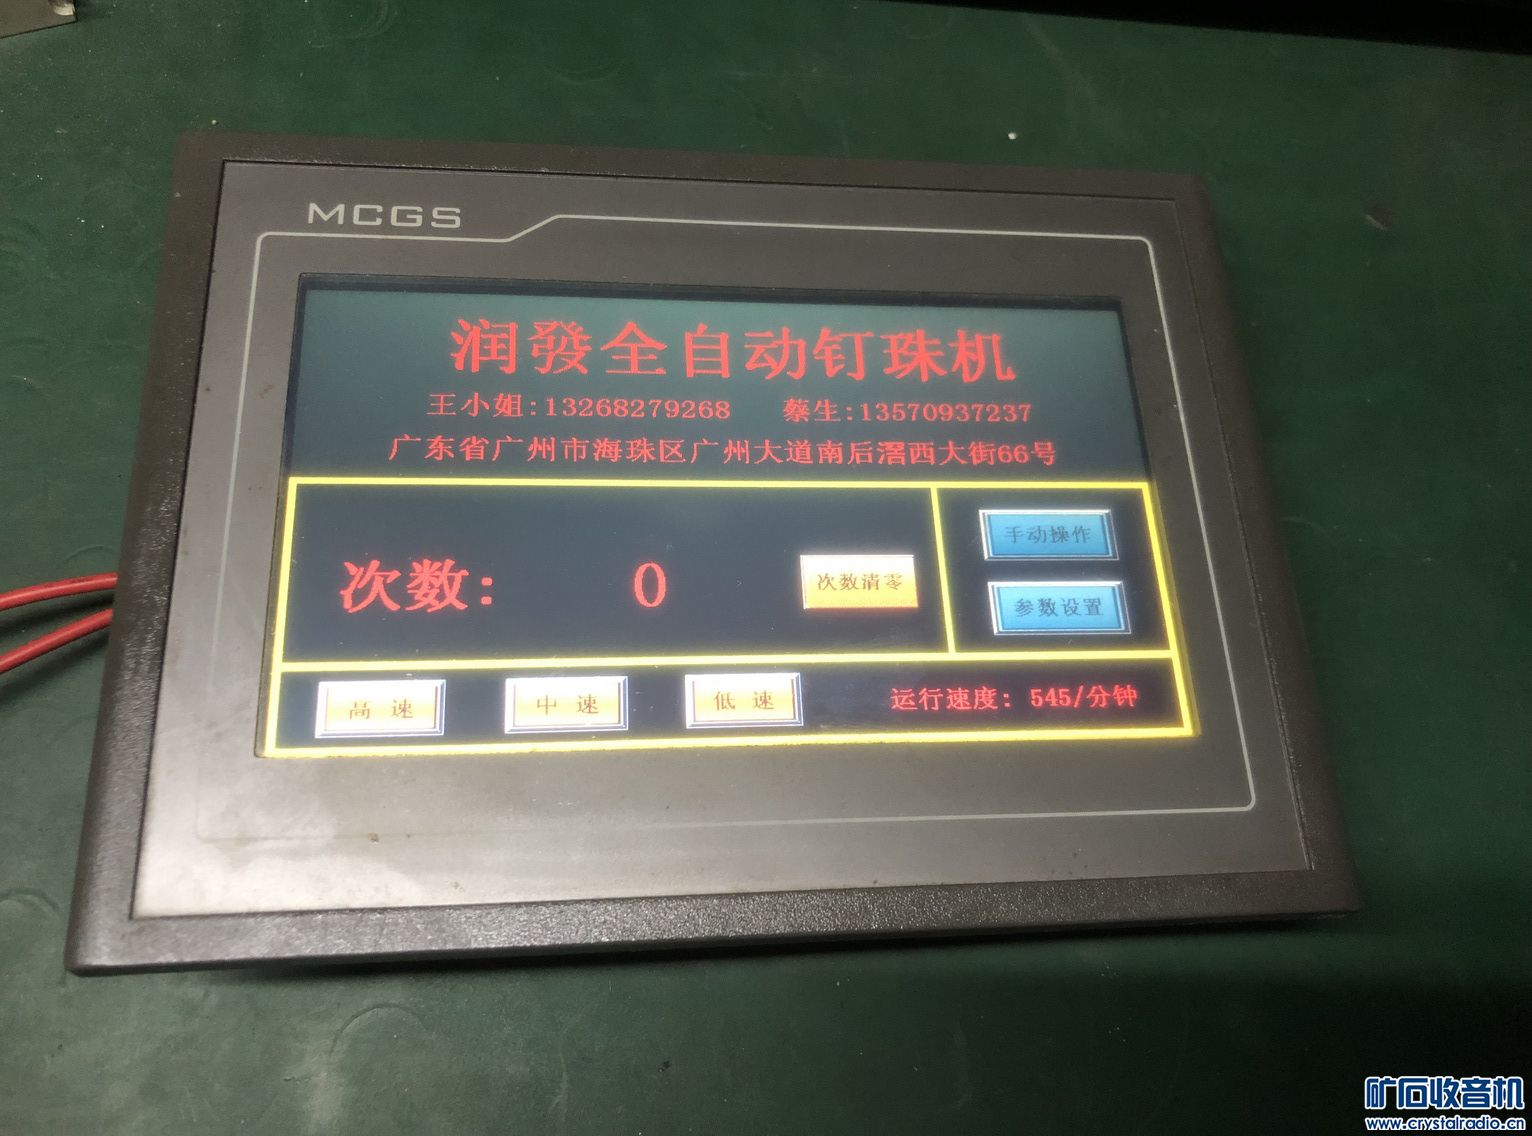 MCGS
润發全自动钉珠机
王小姐:13268279268 蔡生:13570937237
广东省广州市海珠区广州大道南后滘西大街66号
次数: 0 次数清零
手动操作
参数设置
高 速 中 速 低 速 运行速度: 545/分钟
矿石收音机
www.crystalradio.cn